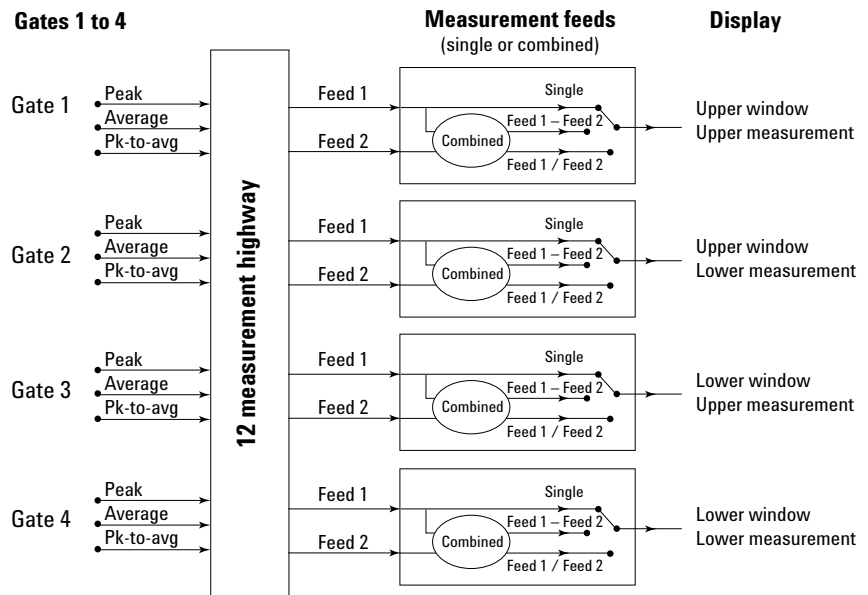 Gates 1 to 4
Measurement feeds
(single or combined)
Display
12 measurement highway
Gate 1
Peak
Average
Pk-to-avg
Feed 1
Feed 2
Single
Feed 1 – Feed 2
Combined
Feed 1 / Feed 2
Upper window
Upper measurement
Gate 2
Peak
Average
Pk-to-avg
Feed 1
Feed 2
Single
Feed 1 – Feed 2
Combined
Feed 1 / Feed 2
Upper window
Lower measurement
Gate 3
Peak
Average
Pk-to-avg
Feed 1
Feed 2
Single
Feed 1 – Feed 2
Combined
Feed 1 / Feed 2
Lower window
Upper measurement
Gate 4
Peak
Average
Pk-to-avg
Feed 1
Feed 2
Single
Feed 1 – Feed 2
Combined
Feed 1 / Feed 2
Lower window
Lower measurement